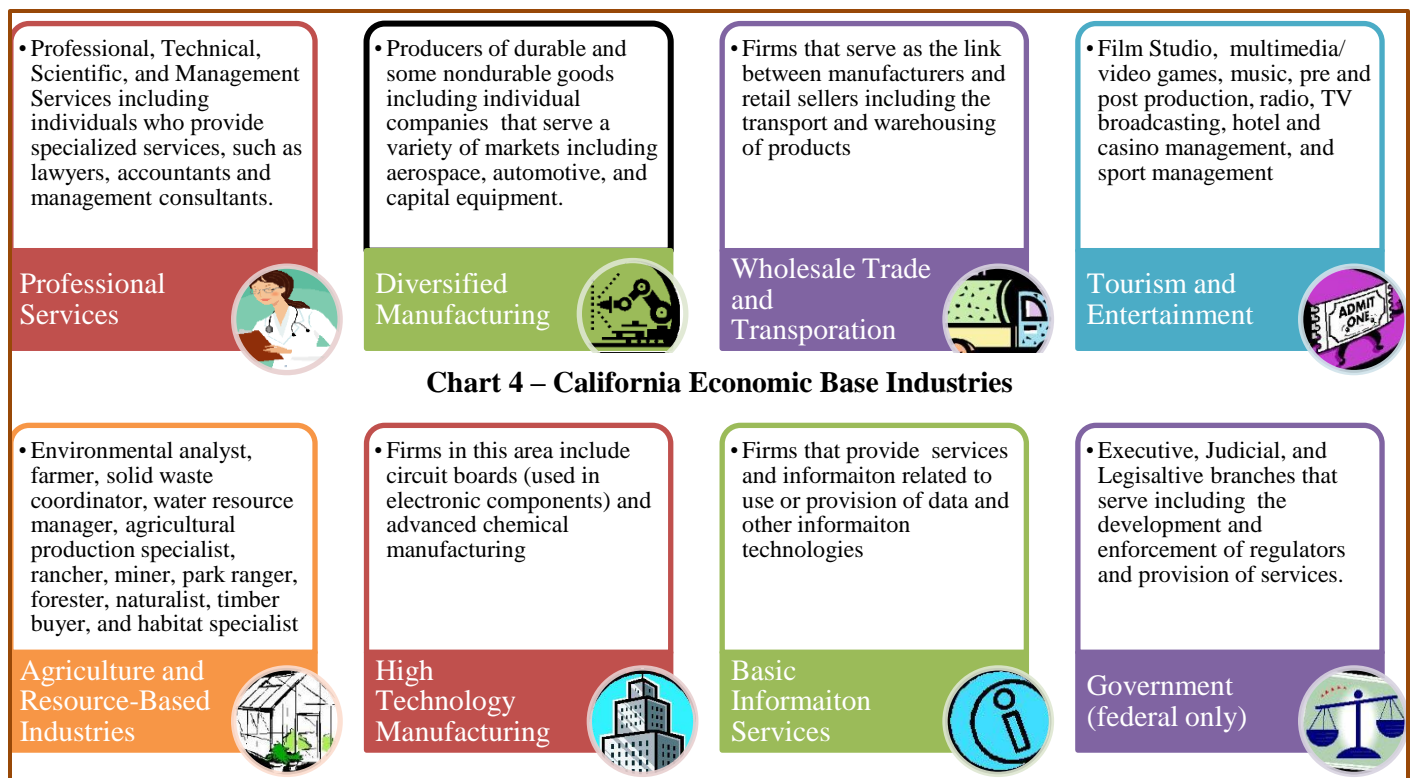 • Professional, Technical,
Scientific, and Management
Services including
individuals who provide
specialized services, such as
lawyers, accountants and
management consultants.
Professional
Services
• Producers of durable and
some nondurable goods
including individual
companies that serve a
variety of markets including
aerospace, automotive, and
capital equipment.
Diversified
Manufacturing
• Firms that serve as the link
between manufacturers and
retail sellers including the
transport and warehousing
of products
Wholesale Trade
and
Transporation
• Film Studio, multimedia/
video games, music, pre and
post production, radio, TV
broadcasting, hotel and
casino management, and
sport management
Tourism and
Entertainment
ADMIT
ONE
Chart 4 – California Economic Base Industries
• Environmental analyst,
farmer, solid waste
coordinator, water resource
manager, agricultural
production specialist,
rancher, miner, park ranger,
forester, naturalist, timber
buyer, and habitat specialist
Agriculture and
Resource-Based
Industries
• Firms in this area include
circuit boards (used in
electronic components) and
advanced chemical
manufacturing
High
Technology
Manufacturing
• Firms that provide services
and informaiton related to
use or provision of data and
other informaiton
technologies
Basic
Informaiton
Services
• Executive, Judicial, and
Legisaltive branches that
serve including the
development and
enforcement of regulators
and provision of services.
Government
(federal only)